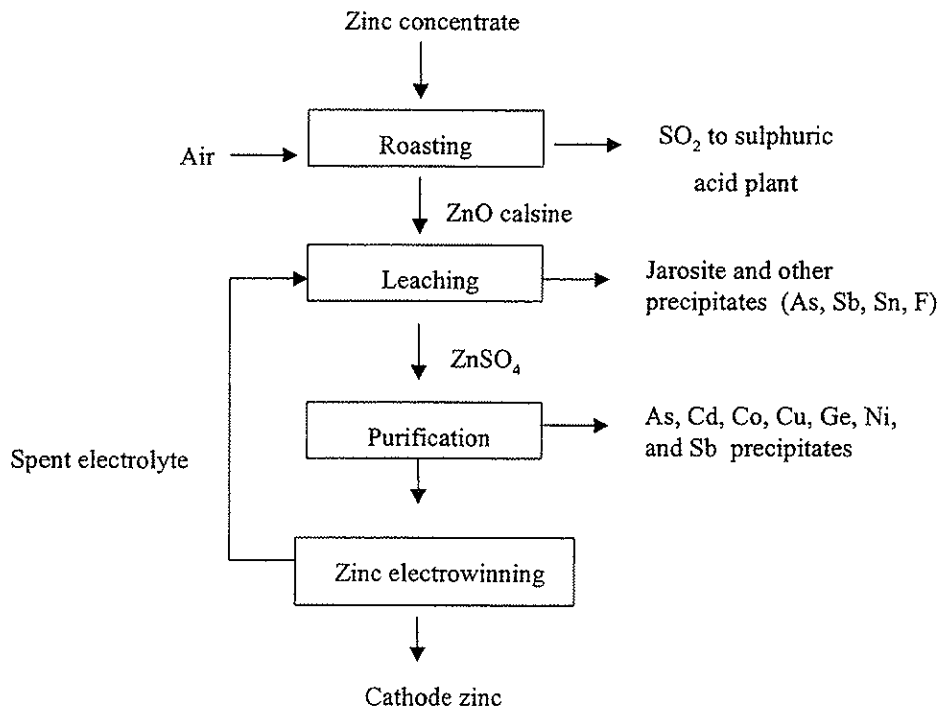 Zinc concentrate
Roasting
Air
SO₂ to sulphuric
acid plant
ZnO calsine
Leaching
Jarosite and other
precipitates (As, Sb, Sn, F)
ZnSO₄
Purification
As, Cd, Co, Cu, Ge, Ni,
and Sb precipitates
Spent electrolyte
Zinc electrowinning
Cathode zinc